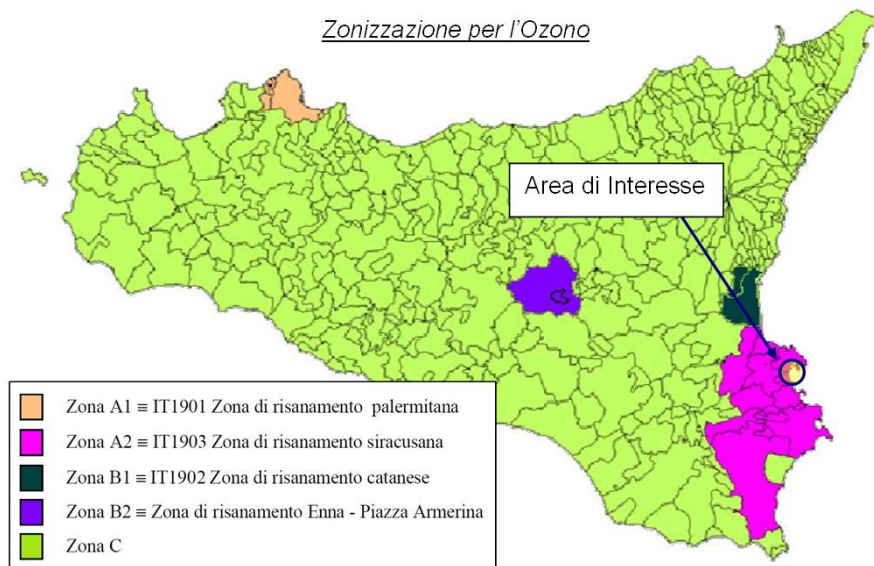 Zonizzazione per l'Ozono
Area di Interesse
Zona A1 ≡ IT1901 Zona di risanamento palermitana
Zona A2 ≡ IT1903 Zona di risanamento siracusana
Zona B1 ≡ IT1902 Zona di risanamento catanese
Zona B2 ≡ Zona di risanamento Enna - Piazza Armerina
Zona C